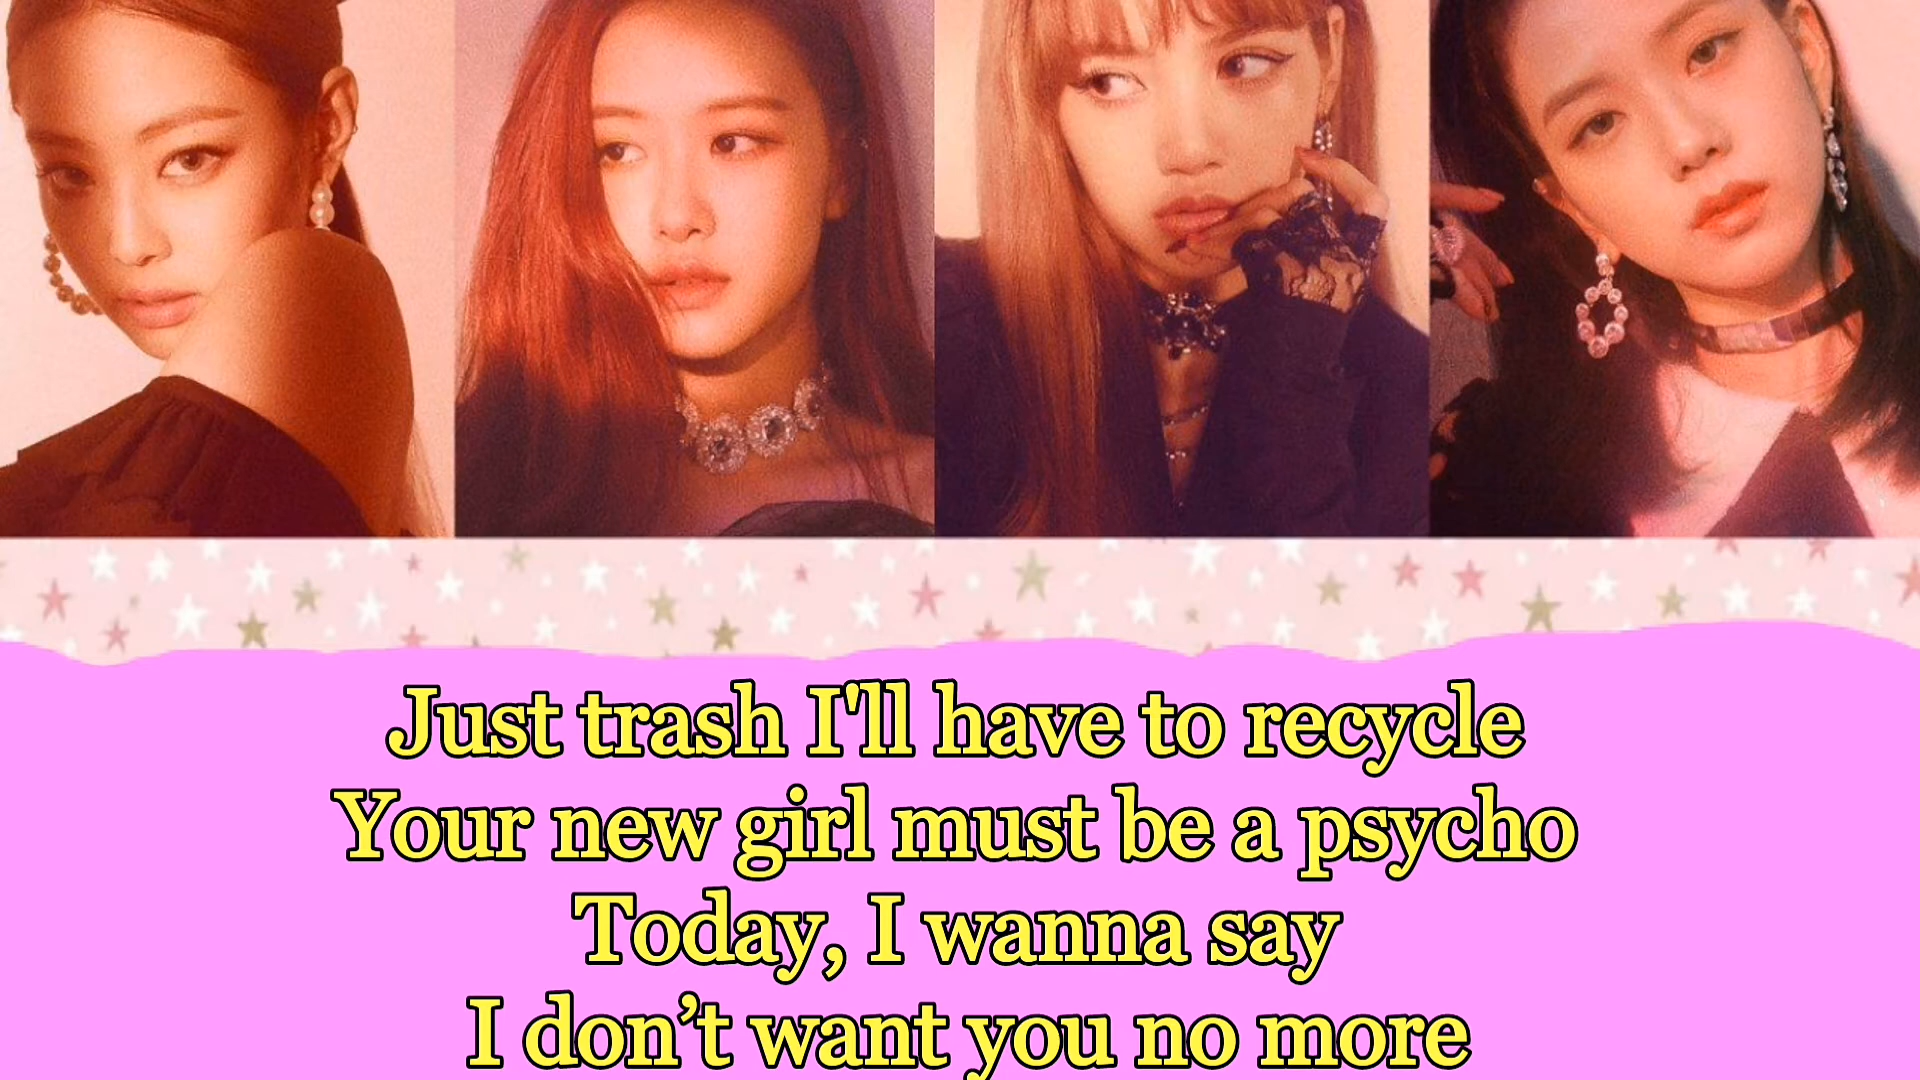 Just trash I'll have to recycle
Your new girl must be a psycho
Today, I wanna say
I don’t want you no more